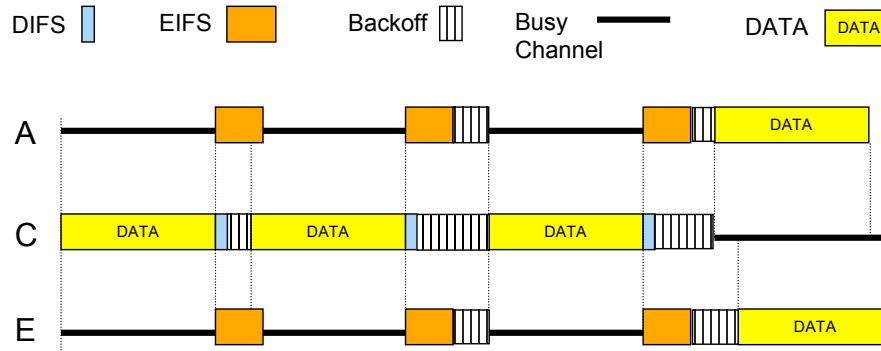 DIFS EIFS Backoff Busy Channel DATA DATA
A DATA
C DATA DATA DATA
E DATA